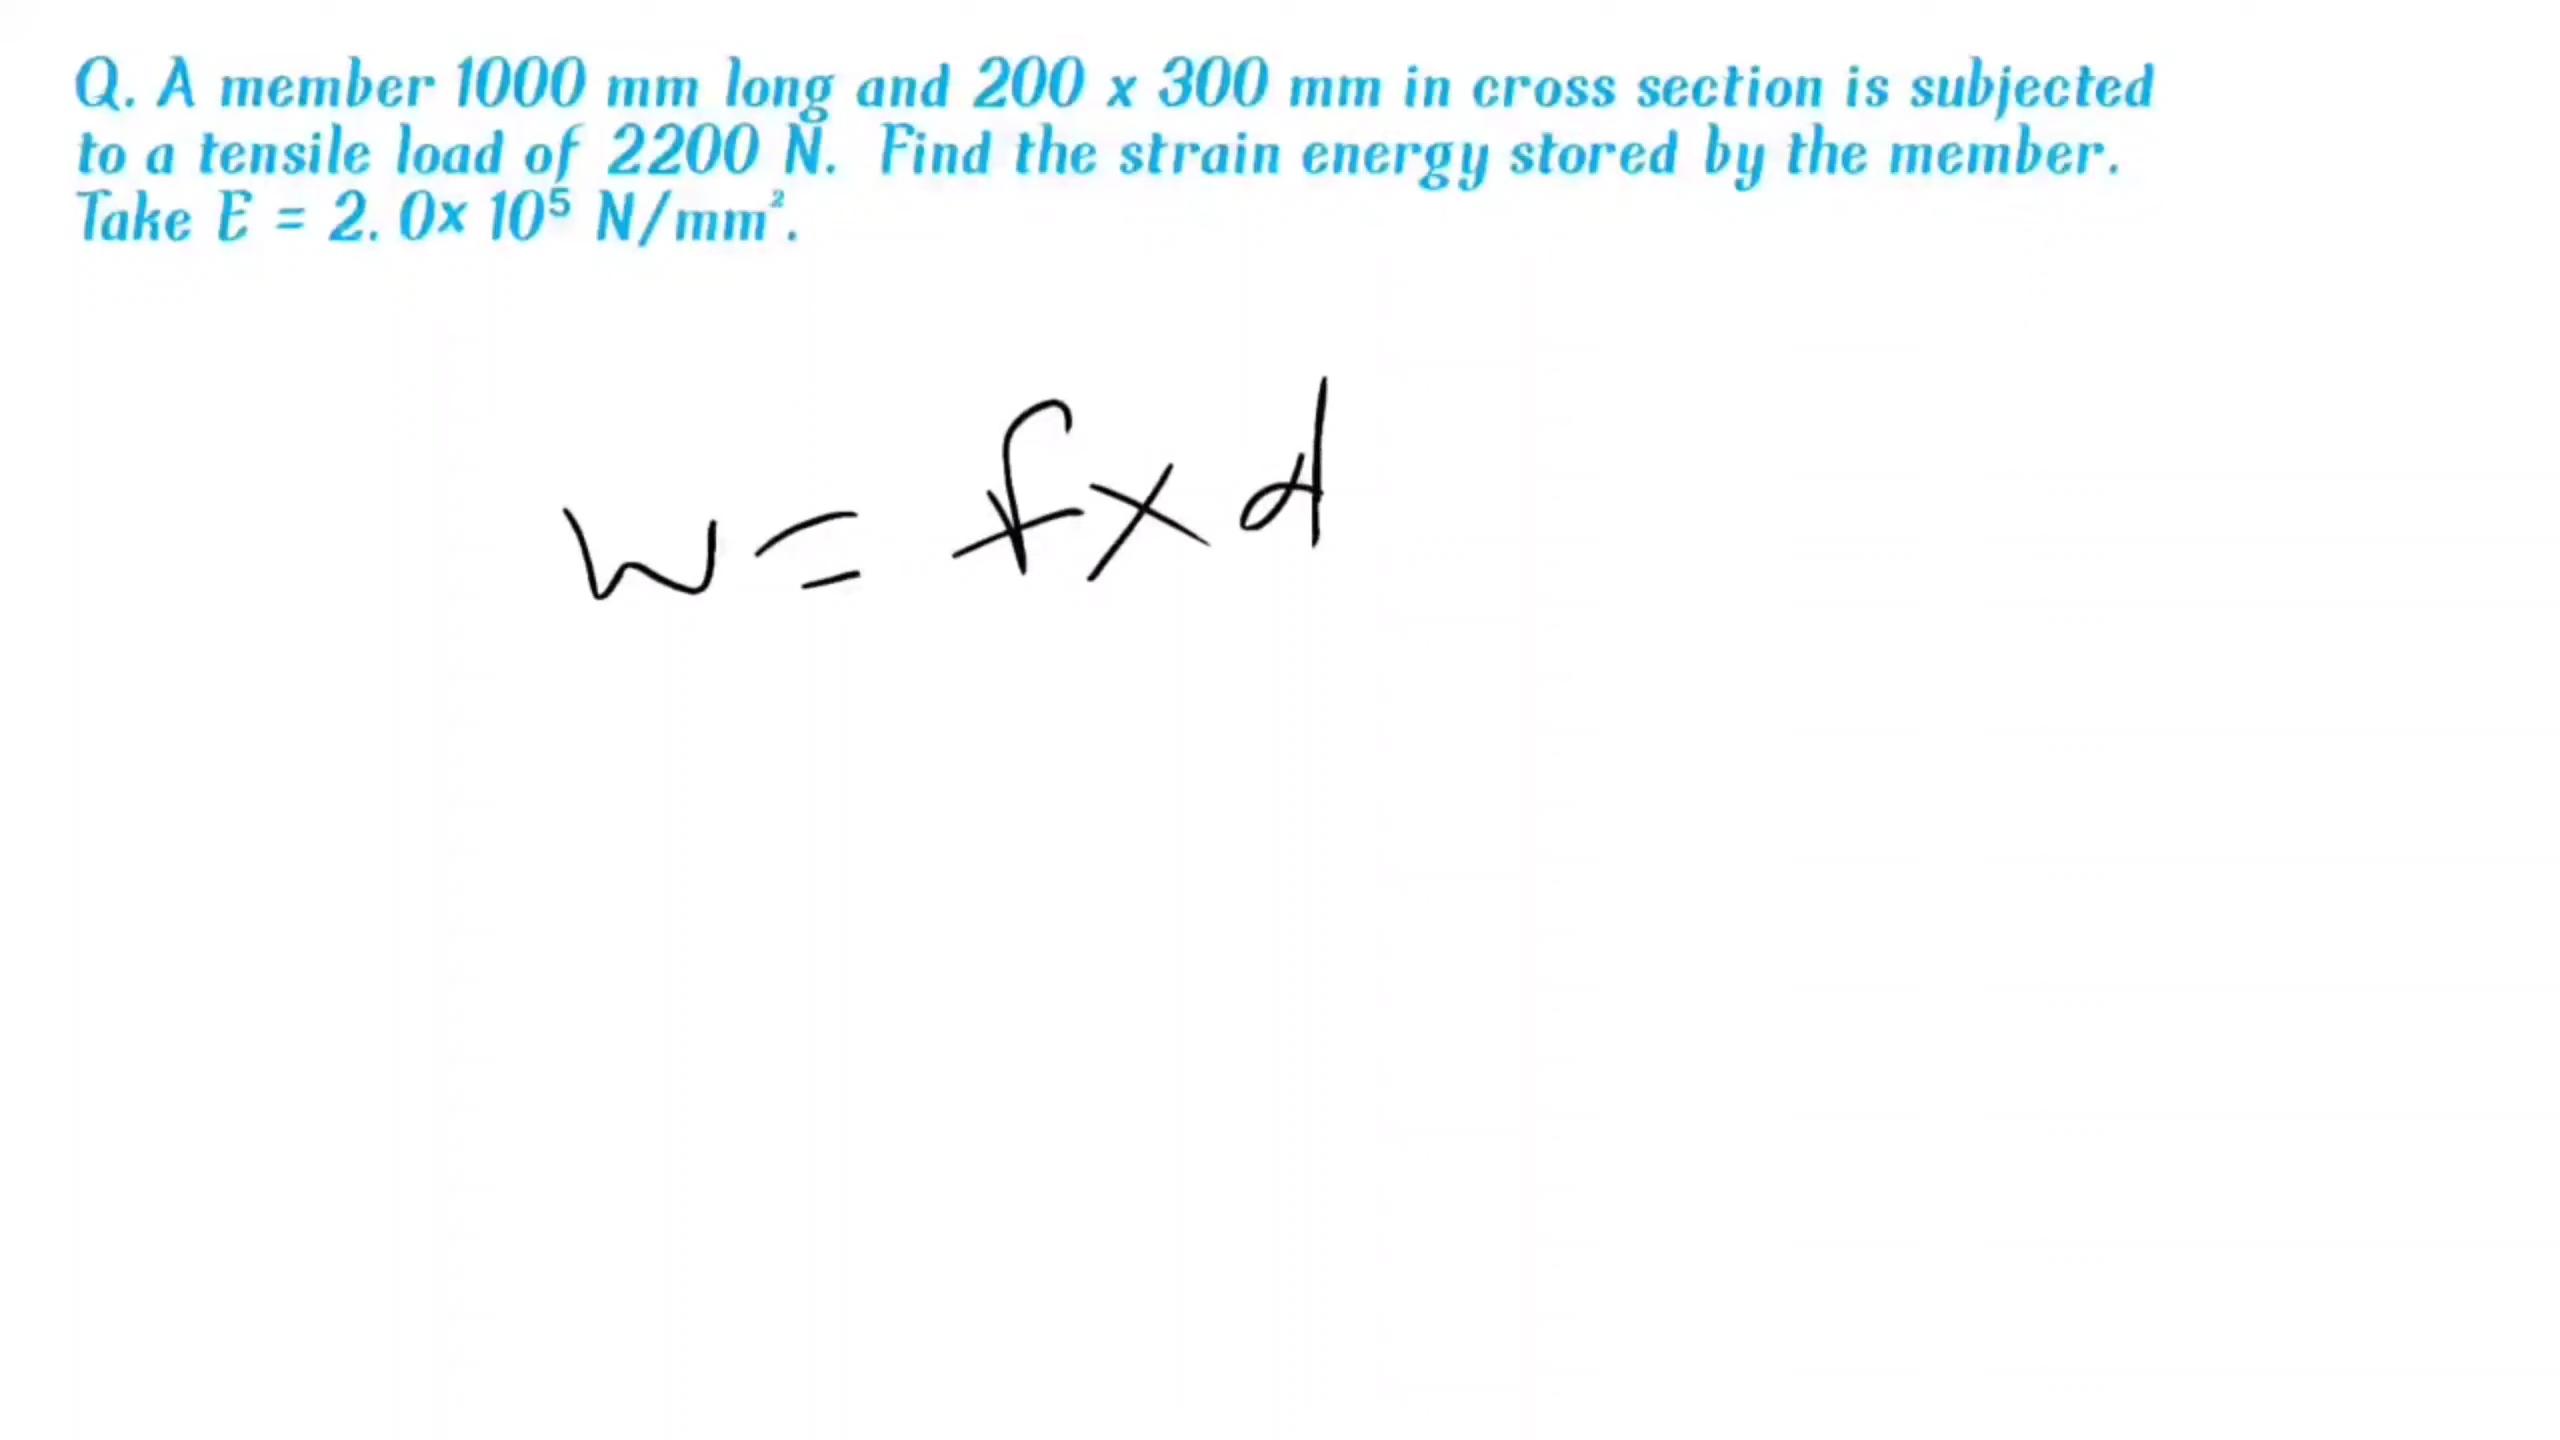 Q. A member 1000 mm long and 200 x 300 mm in cross section is subjected
to a tensile load of 2200 N. Find the strain energy stored by the member.
Take E = 2. 0x 10⁵ N/mm².
w = f x d